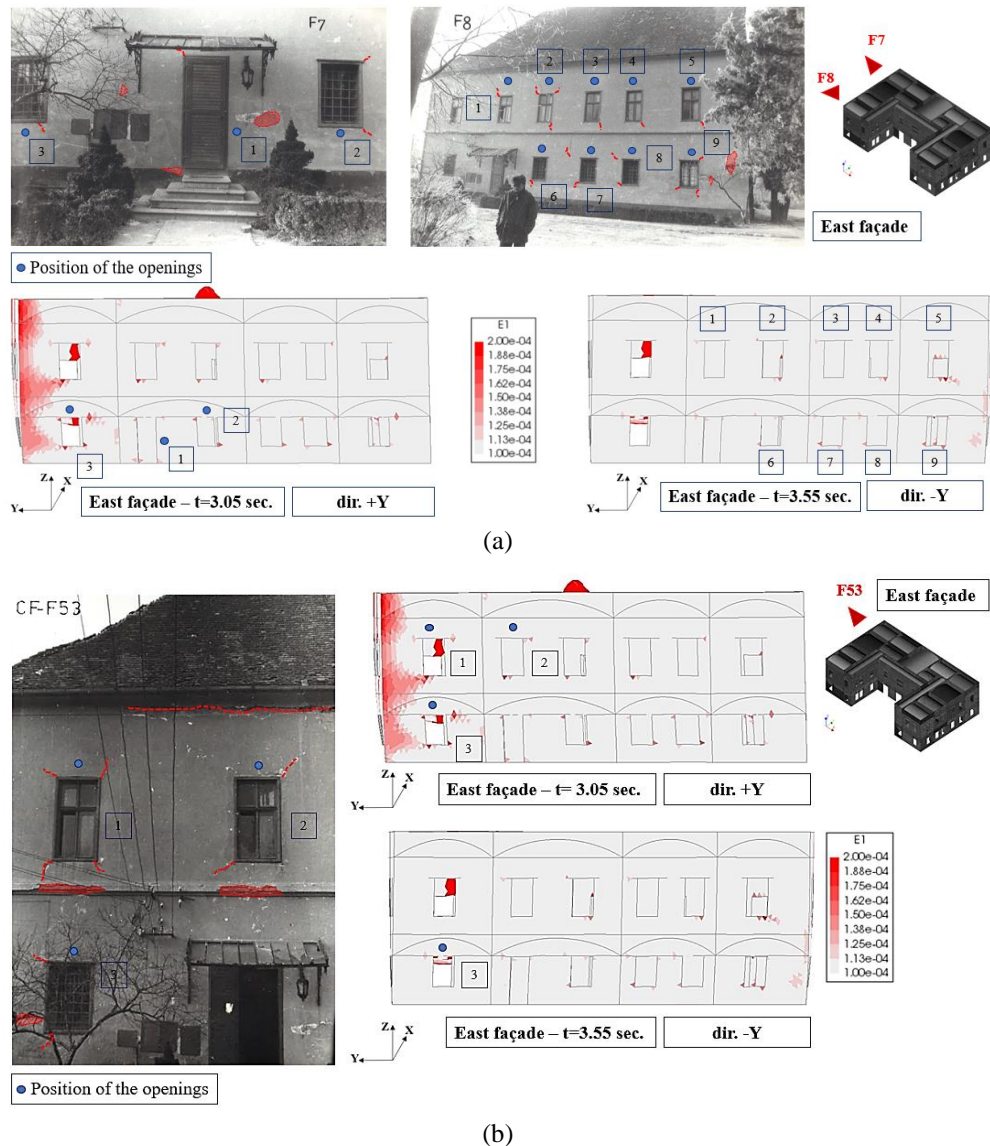 F7
F8
2
3
4
5
1
9
8
3
1
2
6
7
F7
F8
East façade
Position of the openings
E1
2.00e-04
1.88e-04
1.75e-04
1.62e-04
1.50e-04
1.38e-04
1.25e-04
1.13e-04
1.00e-04
2
1
3
Z
X
Y
East façade – t=3.05 sec.
dir. +Y
1
2
3
4
5
6
7
8
9
Z
X
Y
East façade – t=3.55 sec.
dir. -Y
(a)
CF-F53
1
2
3
Position of the openings
1
2
3
Z
X
Y
East façade – t= 3.05 sec.
dir. +Y
F53
East façade
3
E1
2.00e-04
1.88e-04
1.75e-04
1.62e-04
1.50e-04
1.38e-04
1.25e-04
1.13e-04
1.00e-04
Z
X
Y
East façade – t=3.55 sec.
dir. -Y
(b)